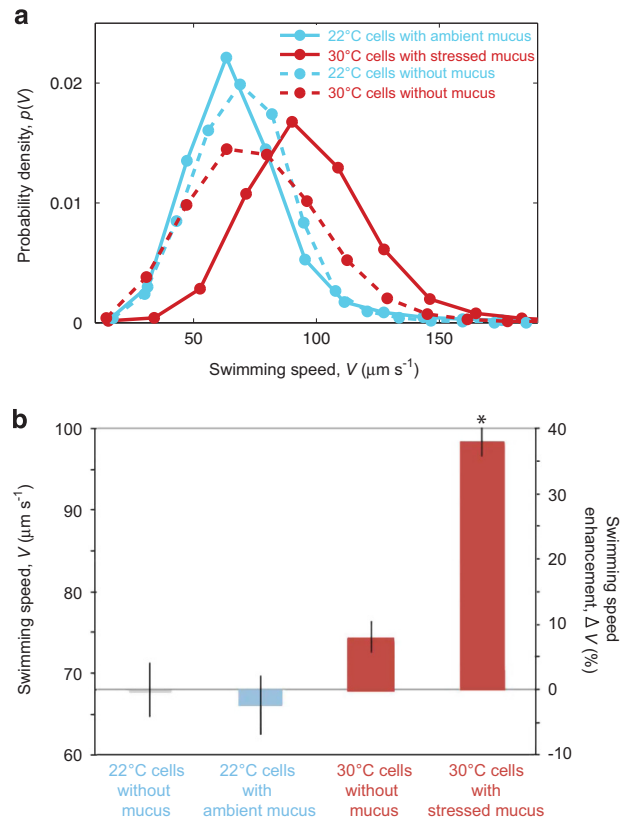 a
22°C cells with ambient mucus
30°C cells with stressed mucus
22°C cells without mucus
30°C cells without mucus
Probability density, p(V)
0.02
0.01
0
50
100
150
Swimming speed, V (μm s⁻¹)
b
Swimming speed, V (μm s⁻¹)
100
90
80
70
60
*
40
30
20
10
0
-10
Swimming speed
enhancement, Δ V (%)
22°C cells
without
mucus
22°C cells
with
ambient mucus
30°C cells
without
mucus
30°C cells
with
stressed mucus